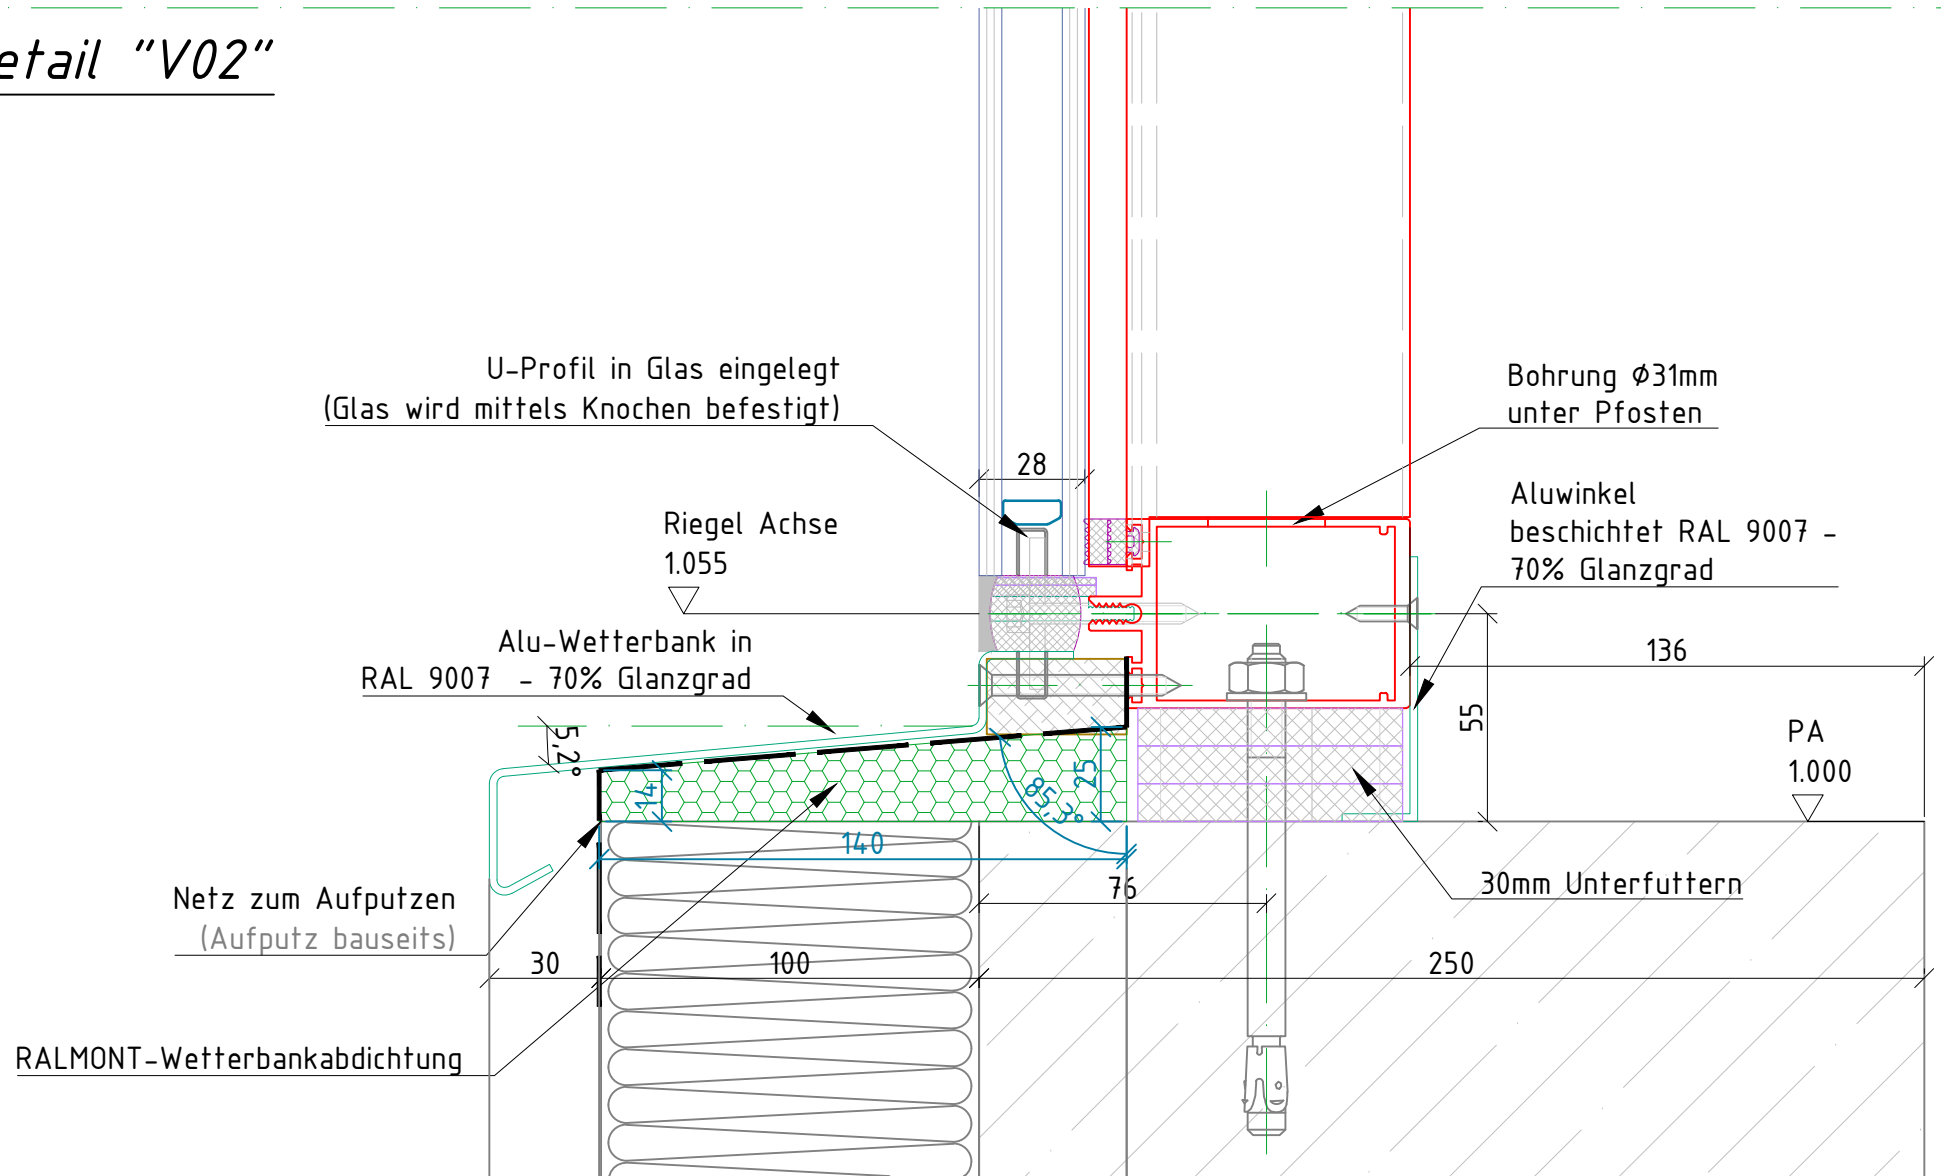 etail "V02"
U-Profil in Glas eingelegt
(Glas wird mittels Knochen befestigt)
Bohrung Ø31mm
unter Pfosten
28
Aluwinkel
beschichtet RAL 9007 -
70% Glanzgrad
Riegel Achse
1.055
Alu-Wetterbank in
RAL 9007 - 70% Glanzgrad
136
55
PA
1.000
5,2°
14
85,3°
25
140
76
30mm Unterfuttern
Netz zum Aufputzen
(Aufputz bauseits)
30
100
250
RALMONT-Wetterbankabdichtung